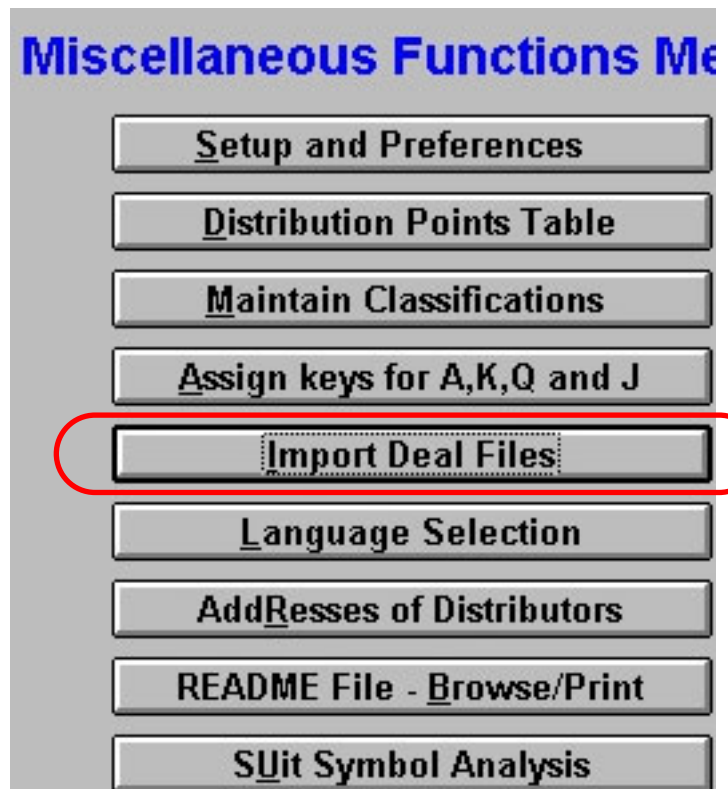 Miscellaneous Functions Me
Setup and Preferences
Distribution Points Table
Maintain Classifications
Assign keys for A,K,Q and J
Import Deal Files
Language Selection
AddResses of Distributors
README File - Browse/Print
SUit Symbol Analysis